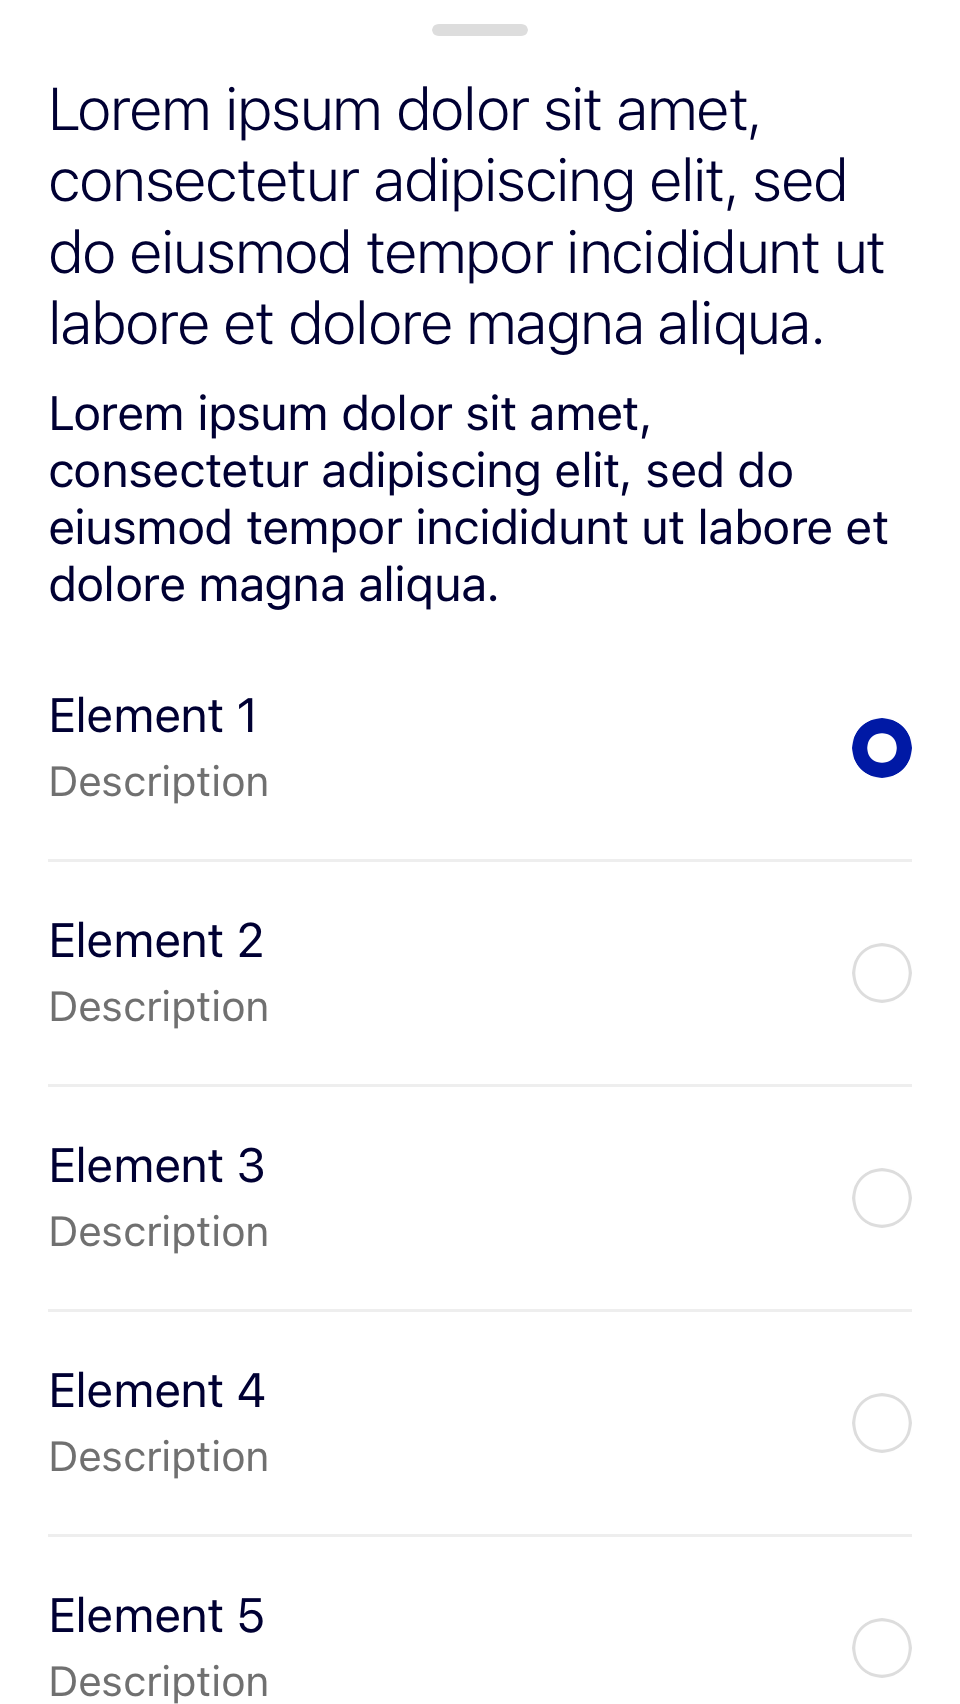 Lorem ipsum dolor sit amet,
consectetur adipiscing elit, sed
do eiusmod tempor incididunt ut
labore et dolore magna aliqua.
Lorem ipsum dolor sit amet,
consectetur adipiscing elit, sed do
eiusmod tempor incididunt ut labore et
dolore magna aliqua.
Element 1
Description
Element 2
Description
Element 3
Description
Element 4
Description
Element 5
Description